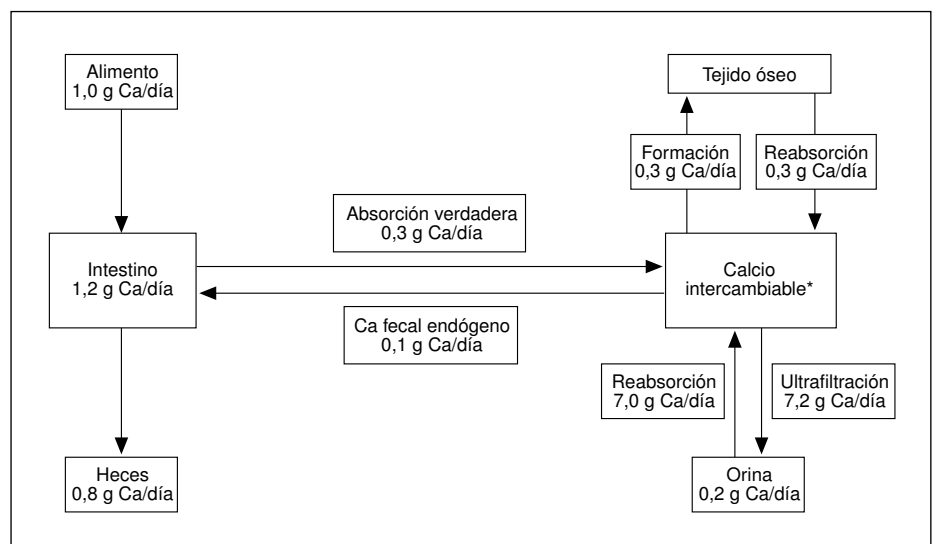 Alimento
1,0 g Ca/día
Tejido óseo
Formación
0,3 g Ca/día
Reabsorción
0,3 g Ca/día
Absorción verdadera
0,3 g Ca/día
Intestino
1,2 g Ca/día
Calcio
intercambiable*
Ca fecal endógeno
0,1 g Ca/día
Reabsorción
7,0 g Ca/día
Ultrafiltración
7,2 g Ca/día
Heces
0,8 g Ca/día
Orina
0,2 g Ca/día